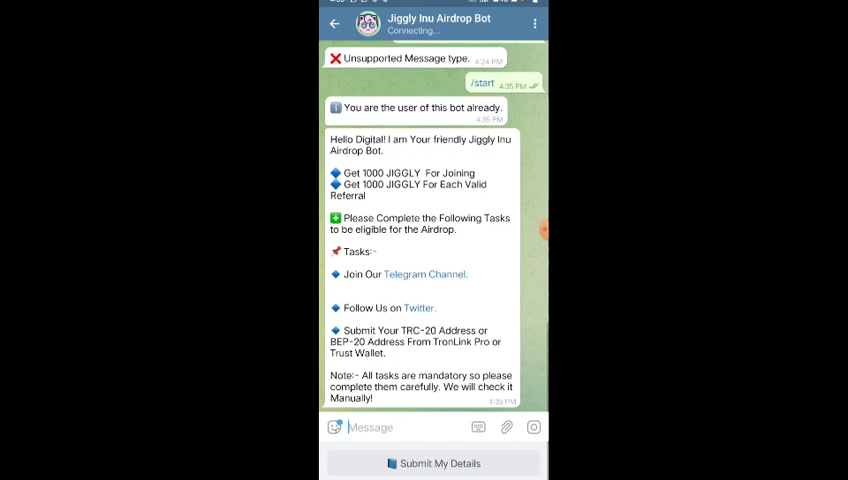 Jiggly Inu Airdrop Bot
Connecting...
❌ Unsupported Message type. 4:24 PM
/start 4:35 PM
ℹ️ You are the user of this bot already.
4:35 PM
Hello Digital! I am Your friendly Jiggly Inu
Airdrop Bot.
🔷 Get 1000 JIGGLY For Joining
🔷 Get 1000 JIGGLY For Each Valid
Referral
❇️ Please Complete the Following Tasks
to be eligible for the Airdrop.
📌 Tasks:-
🔹 Join Our Telegram Channel.
🔹 Follow Us on Twitter.
🔹 Submit Your TRC-20 Address or
BEP-20 Address From TronLink Pro or
Trust Wallet.
Note:- All tasks are mandatory so please
complete them carefully. We will check it
Manually!
4:35 PM
Message
📘 Submit My Details